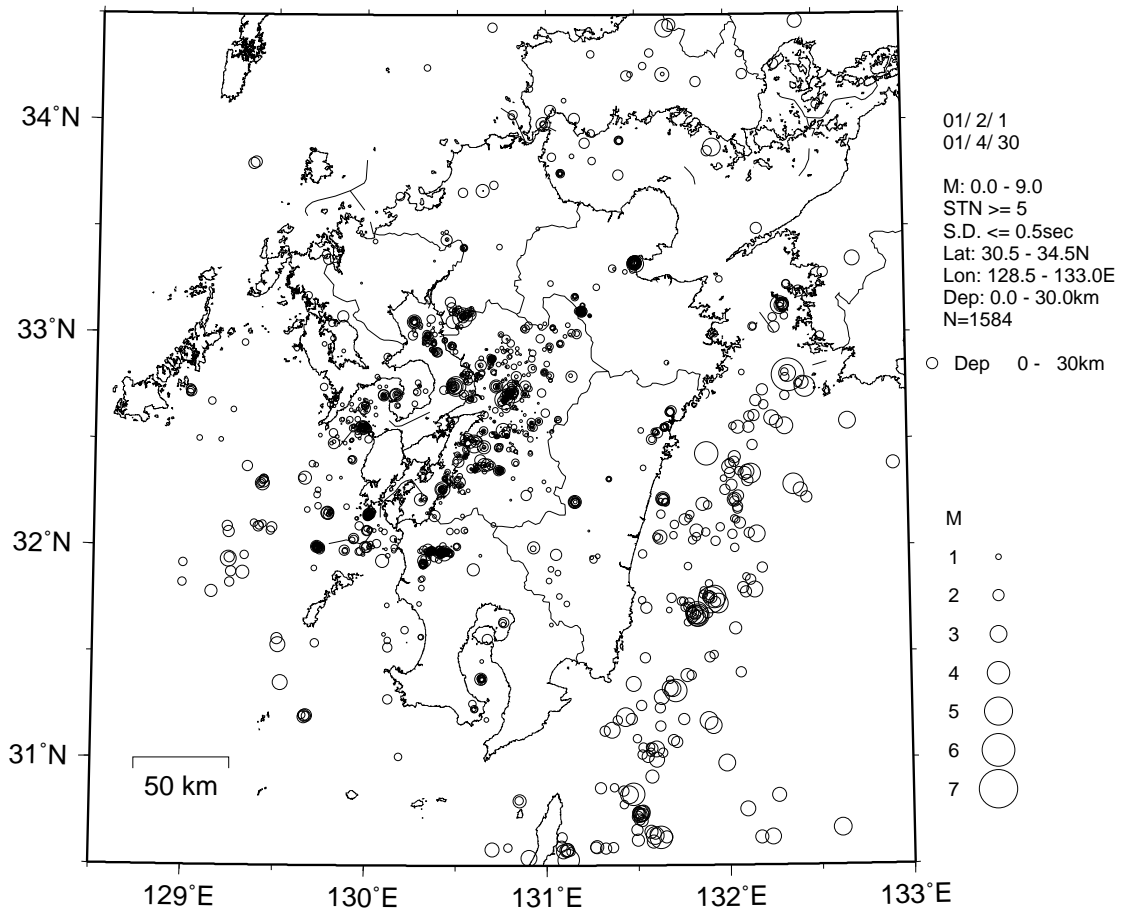 34˚N
33˚N
32˚N
31˚N
50 km
129˚E
130˚E
131˚E
132˚E
133˚E
01/ 2/ 1
01/ 4/ 30
M: 0.0 - 9.0
STN >= 5
S.D. <= 0.5sec
Lat: 30.5 - 34.5N
Lon: 128.5 - 133.0E
Dep: 0.0 - 30.0km
N=1584
Dep 0 - 30km
M
1
2
3
4
5
6
7